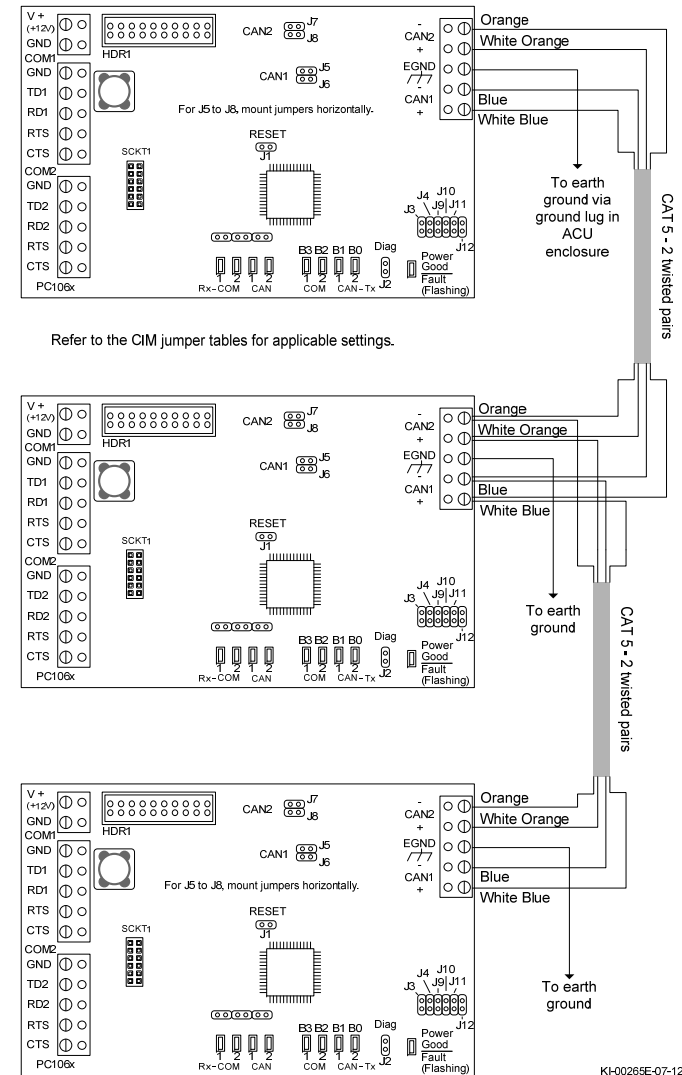 V +
(+12V)
GND
COM1
GND
TD1
RD1
RTS
CTS
COM2
GND
TD2
RD2
RTS
CTS
PC106x
HDR1
SCKT1
CAN2
J7
J8
CAN1
J5
J6
For J5 to J8, mount jumpers horizontally.
RESET
J1
1 2 1 2
Rx-COM CAN
B3 B2 B1 B0
1 2 1 2
COM CAN-Tx
Diag
J2
J3
J4
J9
J10
J11
J12
Power
Good
Fault
(Flashing)
-
CAN2
+
EGND
-
CAN1
+
Orange
White Orange
Blue
White Blue
To earth
ground via
ground lug in
ACU
enclosure
CAT 5 - 2 twisted pairs
Refer to the CIM jumper tables for applicable settings.
V +
(+12V)
GND
COM1
GND
TD1
RD1
RTS
CTS
COM2
GND
TD2
RD2
RTS
CTS
PC106x
HDR1
SCKT1
CAN2
J7
J8
CAN1
J5
J6
RESET
J1
1 2 1 2
Rx-COM CAN
B3 B2 B1 B0
1 2 1 2
COM CAN-Tx
Diag
J2
J3
J4
J9
J10
J11
J12
Power
Good
Fault
(Flashing)
-
CAN2
+
EGND
-
CAN1
+
Orange
White Orange
Blue
White Blue
To earth
ground
CAT 5 - 2 twisted pairs
V +
(+12V)
GND
COM1
GND
TD1
RD1
RTS
CTS
COM2
GND
TD2
RD2
RTS
CTS
PC106x
HDR1
SCKT1
CAN2
J7
J8
CAN1
J5
J6
For J5 to J8, mount jumpers horizontally.
RESET
J1
1 2 1 2
Rx-COM CAN
B3 B2 B1 B0
1 2 1 2
COM CAN-Tx
Diag
J2
J3
J4
J9
J10
J11
J12
Power
Good
Fault
(Flashing)
-
CAN2
+
EGND
-
CAN1
+
Orange
White Orange
Blue
White Blue
To earth
ground
KI-00265E-07-12